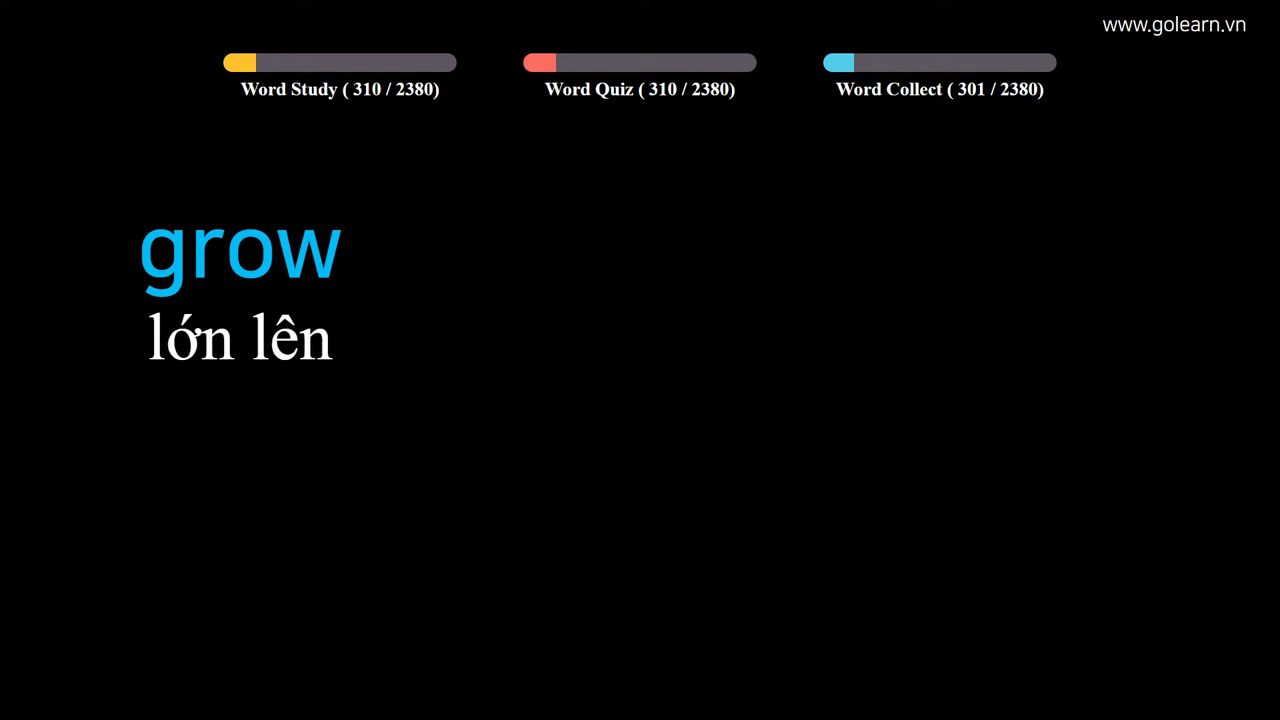 www.golearn.vn
Word Study ( 310 / 2380)
Word Quiz ( 310 / 2380)
Word Collect ( 301 / 2380)
grow
lớn lên